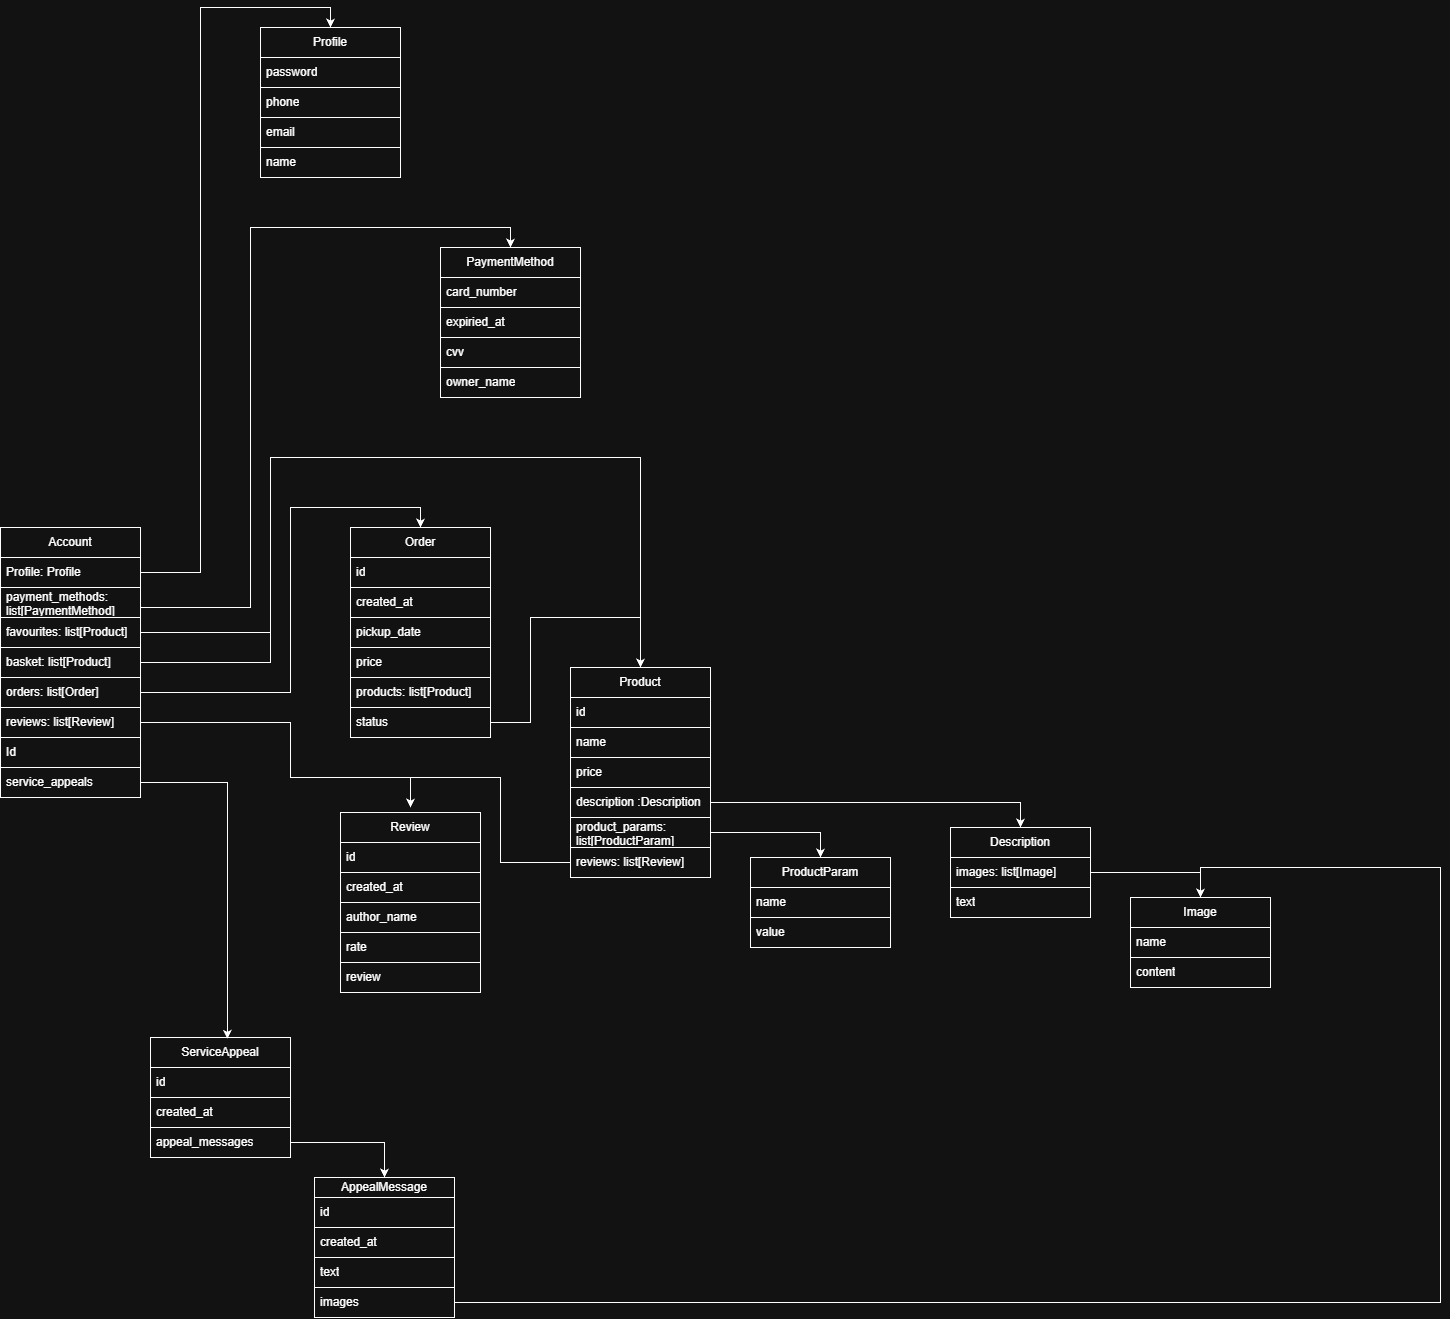 Profile
password
phone
email
name
PaymentMethod
card_number
expiried_at
cvv
owner_name
Account
Profile: Profile
payment_methods:
list[PaymentMethod]
favourites: list[Product]
basket: list[Product]
orders: list[Order]
reviews: list[Review]
Id
service_appeals
Order
id
created_at
pickup_date
price
products: list[Product]
status
Product
id
name
price
description :Description
product_params:
list[ProductParam]
reviews: list[Review]
Review
id
created_at
author_name
rate
review
ProductParam
name
value
Description
images: list[Image]
text
Image
name
content
ServiceAppeal
id
created_at
appeal_messages
AppealMessage
id
created_at
text
images